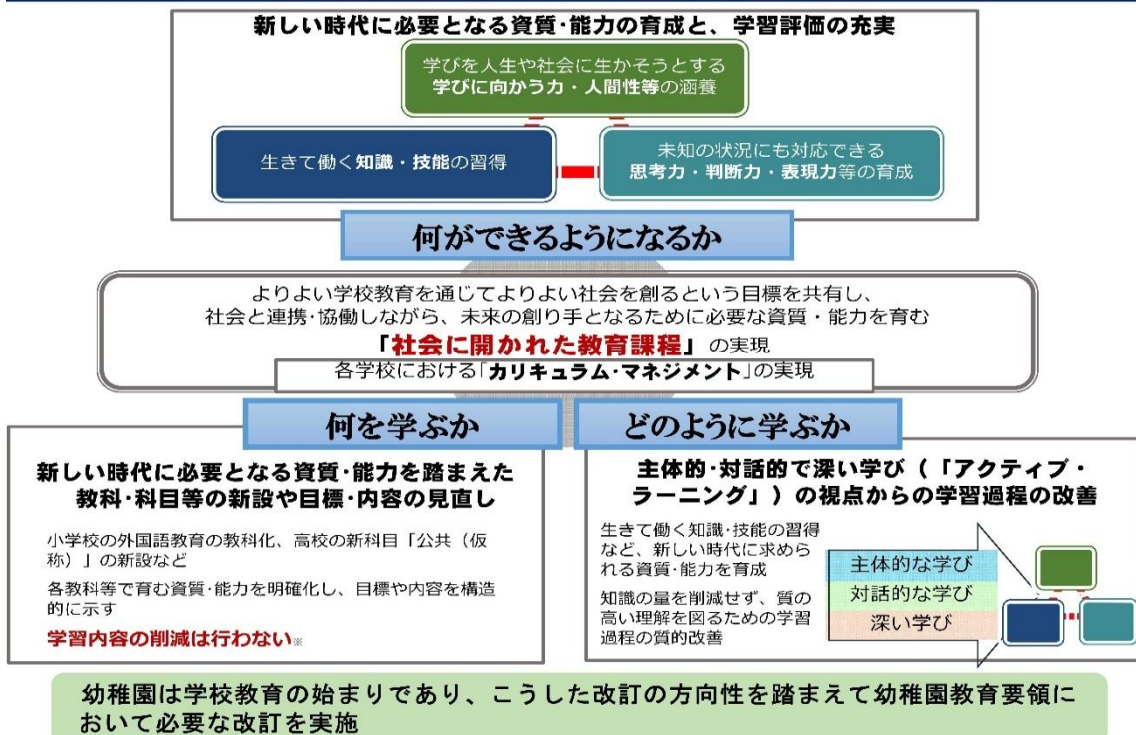 新しい時代に必要となる資質･能力の育成と、学習評価の充実
学びを人生や社会に生かそうとする
学びに向かう力・人間性等の涵養
生きて働く知識・技能の習得
未知の状況にも対応できる
思考力・判断力・表現力等の育成
何ができるようになるか
よりよい学校教育を通じてよりよい社会を創るという目標を共有し、
社会と連携･協働しながら、未来の創り手となるために必要な資質・能力を育む
「社会に開かれた教育課程」の実現
各学校における「カリキュラム･マネジメント」の実現
何を学ぶか
新しい時代に必要となる資質･能力を踏まえた
教科･科目等の新設や目標･内容の見直し
小学校の外国語教育の教科化、高校の新科目「公共（仮
称）」の新設など
各教科等で育む資質･能力を明確化し、目標や内容を構造
的に示す
学習内容の削減は行わない※
どのように学ぶか
主体的･対話的で深い学び（「アクティブ・
ラーニング」）の視点からの学習過程の改善
生きて働く知識･技能の習得
など、新しい時代に求めら
れる資質･能力を育成
知識の量を削減せず、質の
高い理解を図るための学習
過程の質的改善
主体的な学び
対話的な学び
深い学び
幼稚園は学校教育の始まりであり、こうした改訂の方向性を踏まえて幼稚園教育要領に
おいて必要な改訂を実施